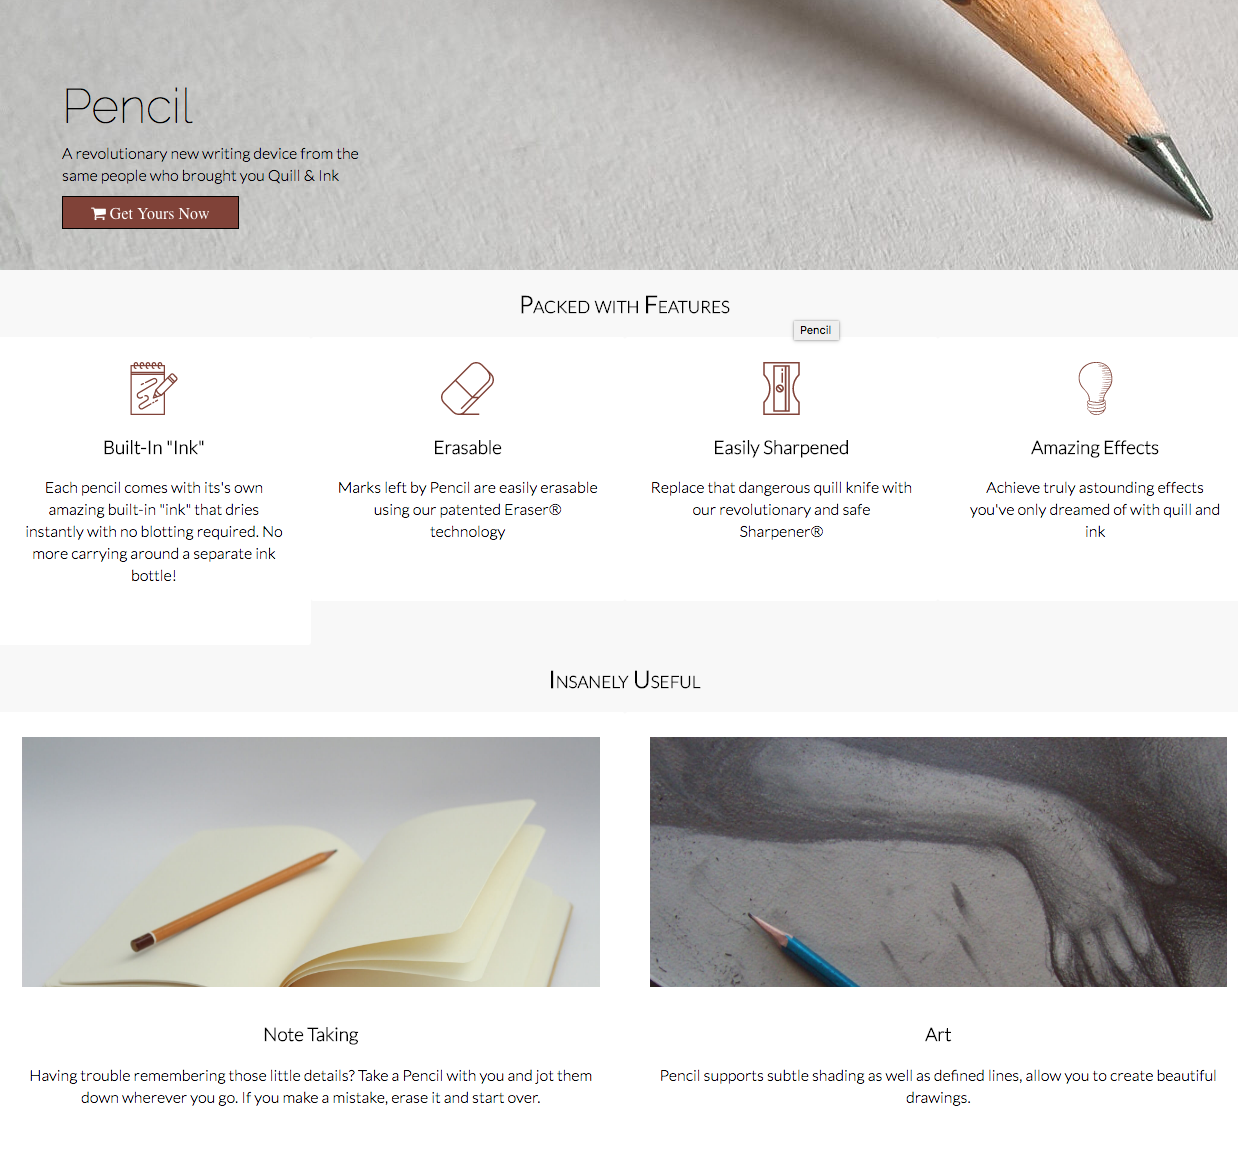 Pencil
A revolutionary new writing device from the
same people who brought you Quill & Ink
Get Yours Now
Packed with Features
Pencil
Built-In "Ink"
Each pencil comes with its's own
amazing built-in "ink" that dries
instantly with no blotting required. No
more carrying around a separate ink
bottle!
Erasable
Marks left by Pencil are easily erasable
using our patented Eraser®
technology
Easily Sharpened
Replace that dangerous quill knife with
our revolutionary and safe
Sharpener®
Amazing Effects
Achieve truly astounding effects
you've only dreamed of with quill and
ink
Insanely Useful
Note Taking
Having trouble remembering those little details? Take a Pencil with you and jot them
down wherever you go. If you make a mistake, erase it and start over.
Art
Pencil supports subtle shading as well as defined lines, allow you to create beautiful
drawings.